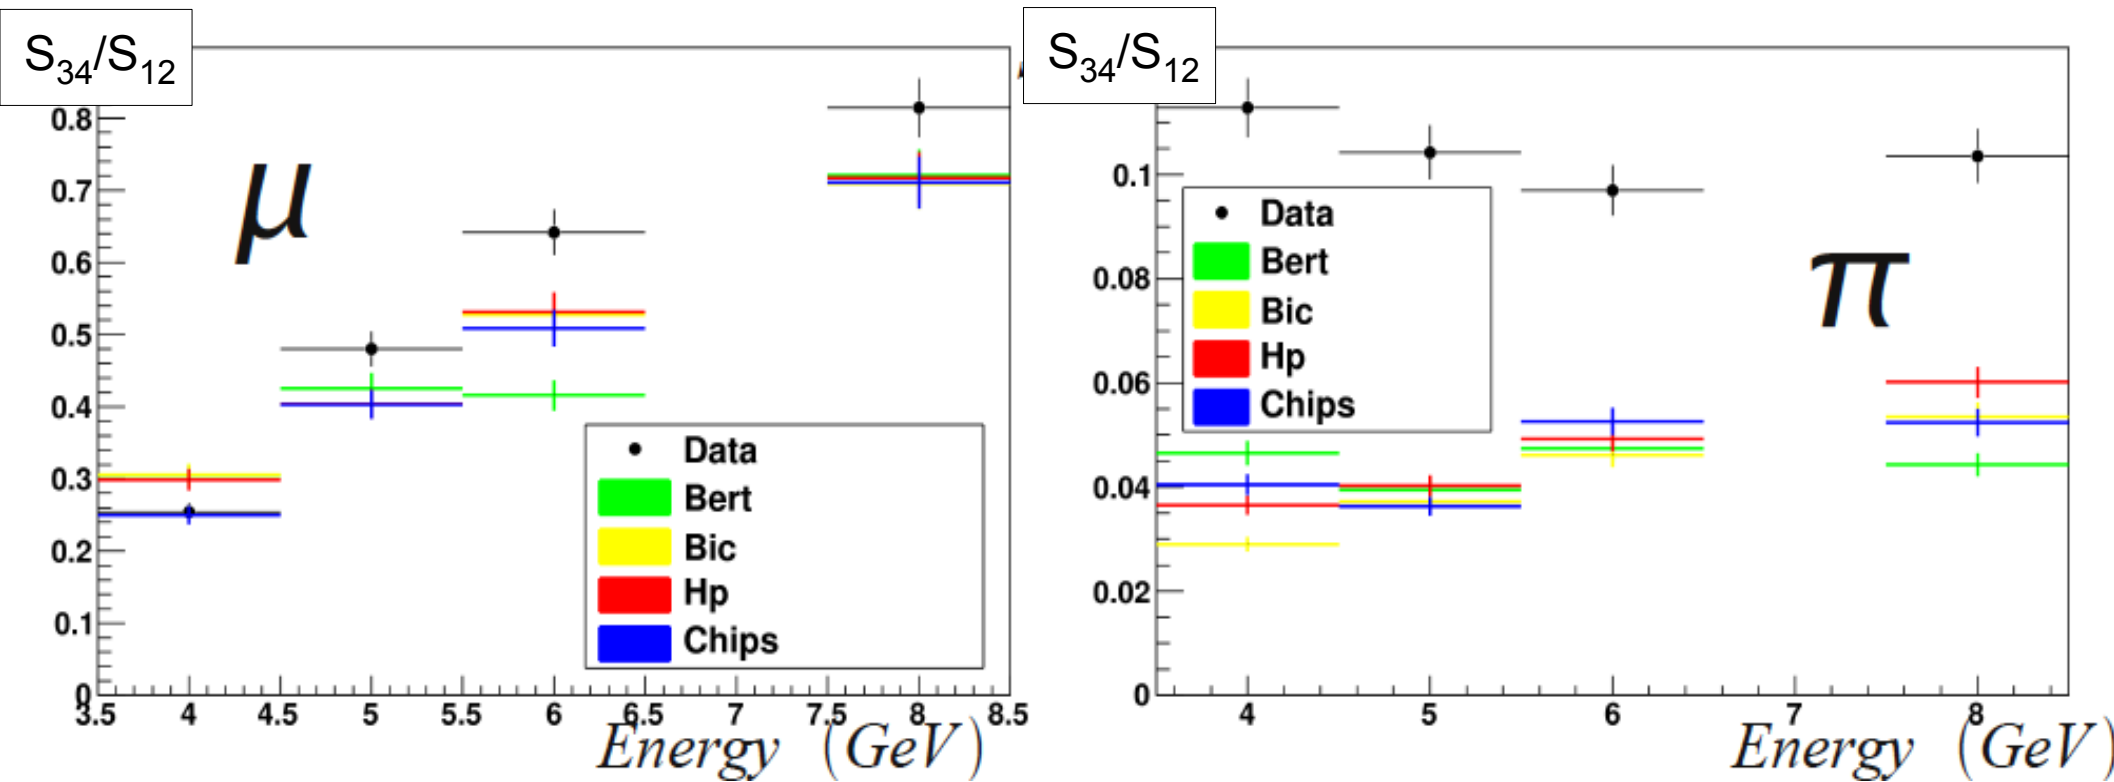 S34/S12
0.8
0.7
0.6
0.5
0.4
0.3
0.2
0.1
0
μ
Data
Bert
Bic
Hp
Chips
3.5 4 4.5 5 5.5 6 6.5 7 7.5 8 8.5
Energy (GeV)
S34/S12
0.1
0.08
0.06
0.04
0.02
0
Data
Bert
Bic
Hp
Chips
π
4 5 6 7 8
Energy (GeV)